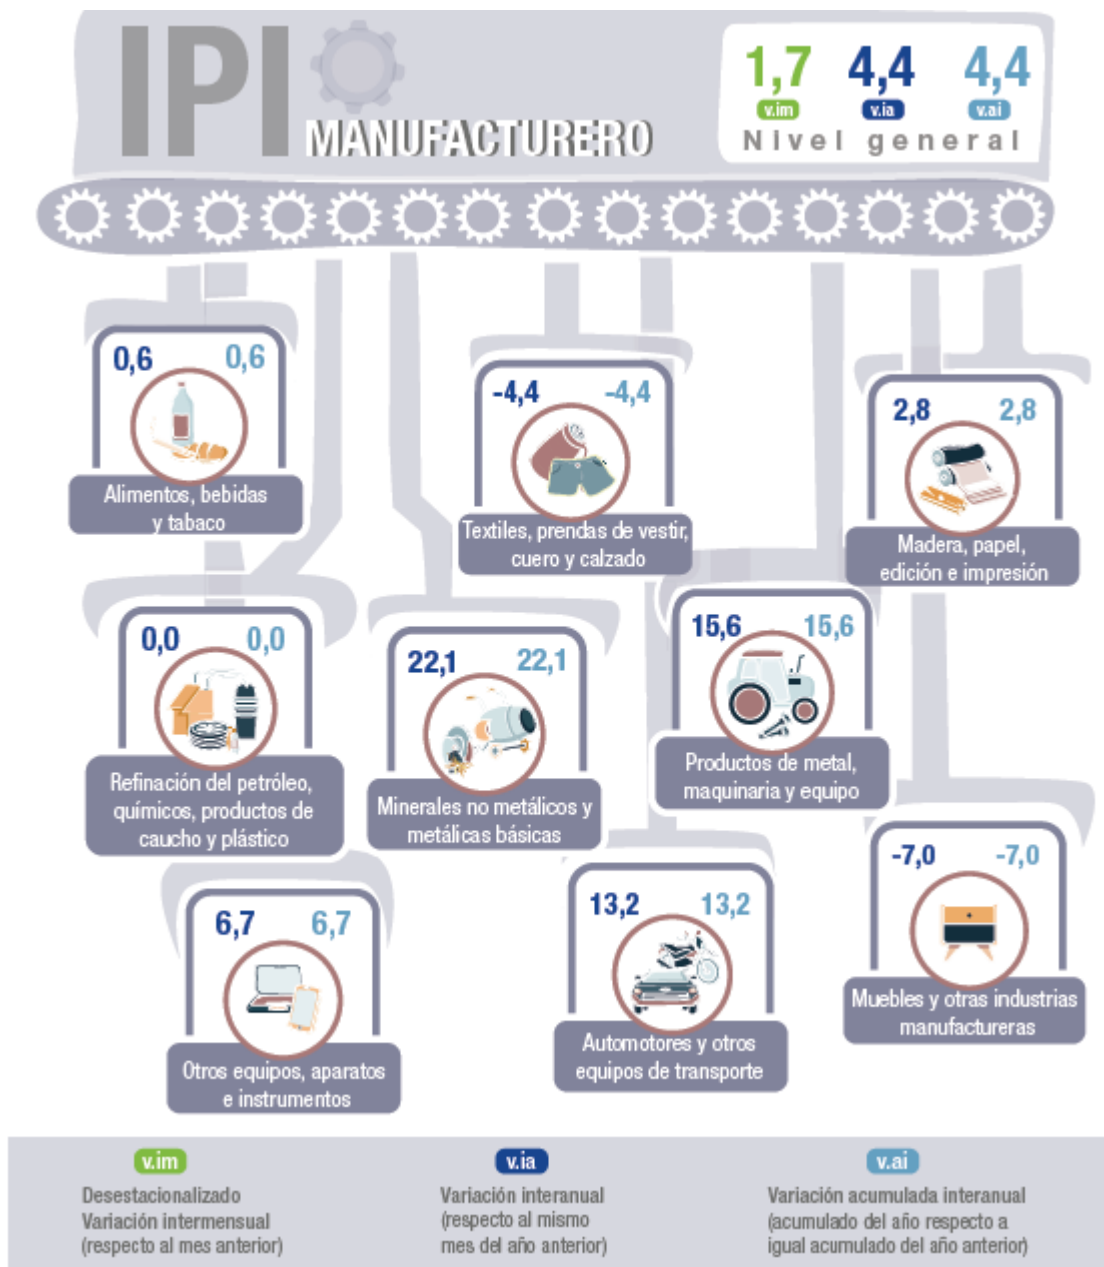 IPI
MANUFACTURERO
1,7 4,4 4,4
v.im v.ia v.ai
Nivel general
0,6 0,6
Alimentos, bebidas
y tabaco
-4,4 -4,4
Textiles, prendas de vestir,
cuero y calzado
2,8 2,8
Madera, papel,
edición e impresión
0,0 0,0
Refinación del petróleo,
químicos, productos de
caucho y plástico
22,1 22,1
Minerales no metálicos y
metálicas básicas
15,6 15,6
Productos de metal,
maquinaria y equipo
6,7 6,7
Otros equipos, aparatos
e instrumentos
13,2 13,2
Automotores y otros
equipos de transporte
-7,0 -7,0
Muebles y otras industrias
manufactureras
v.im
Desestacionalizado
Variación intermensual
(respecto al mes anterior)
v.ia
Variación interanual
(respecto al mismo
mes del año anterior)
v.ai
Variación acumulada interanual
(acumulado del año respecto a
igual acumulado del año anterior)